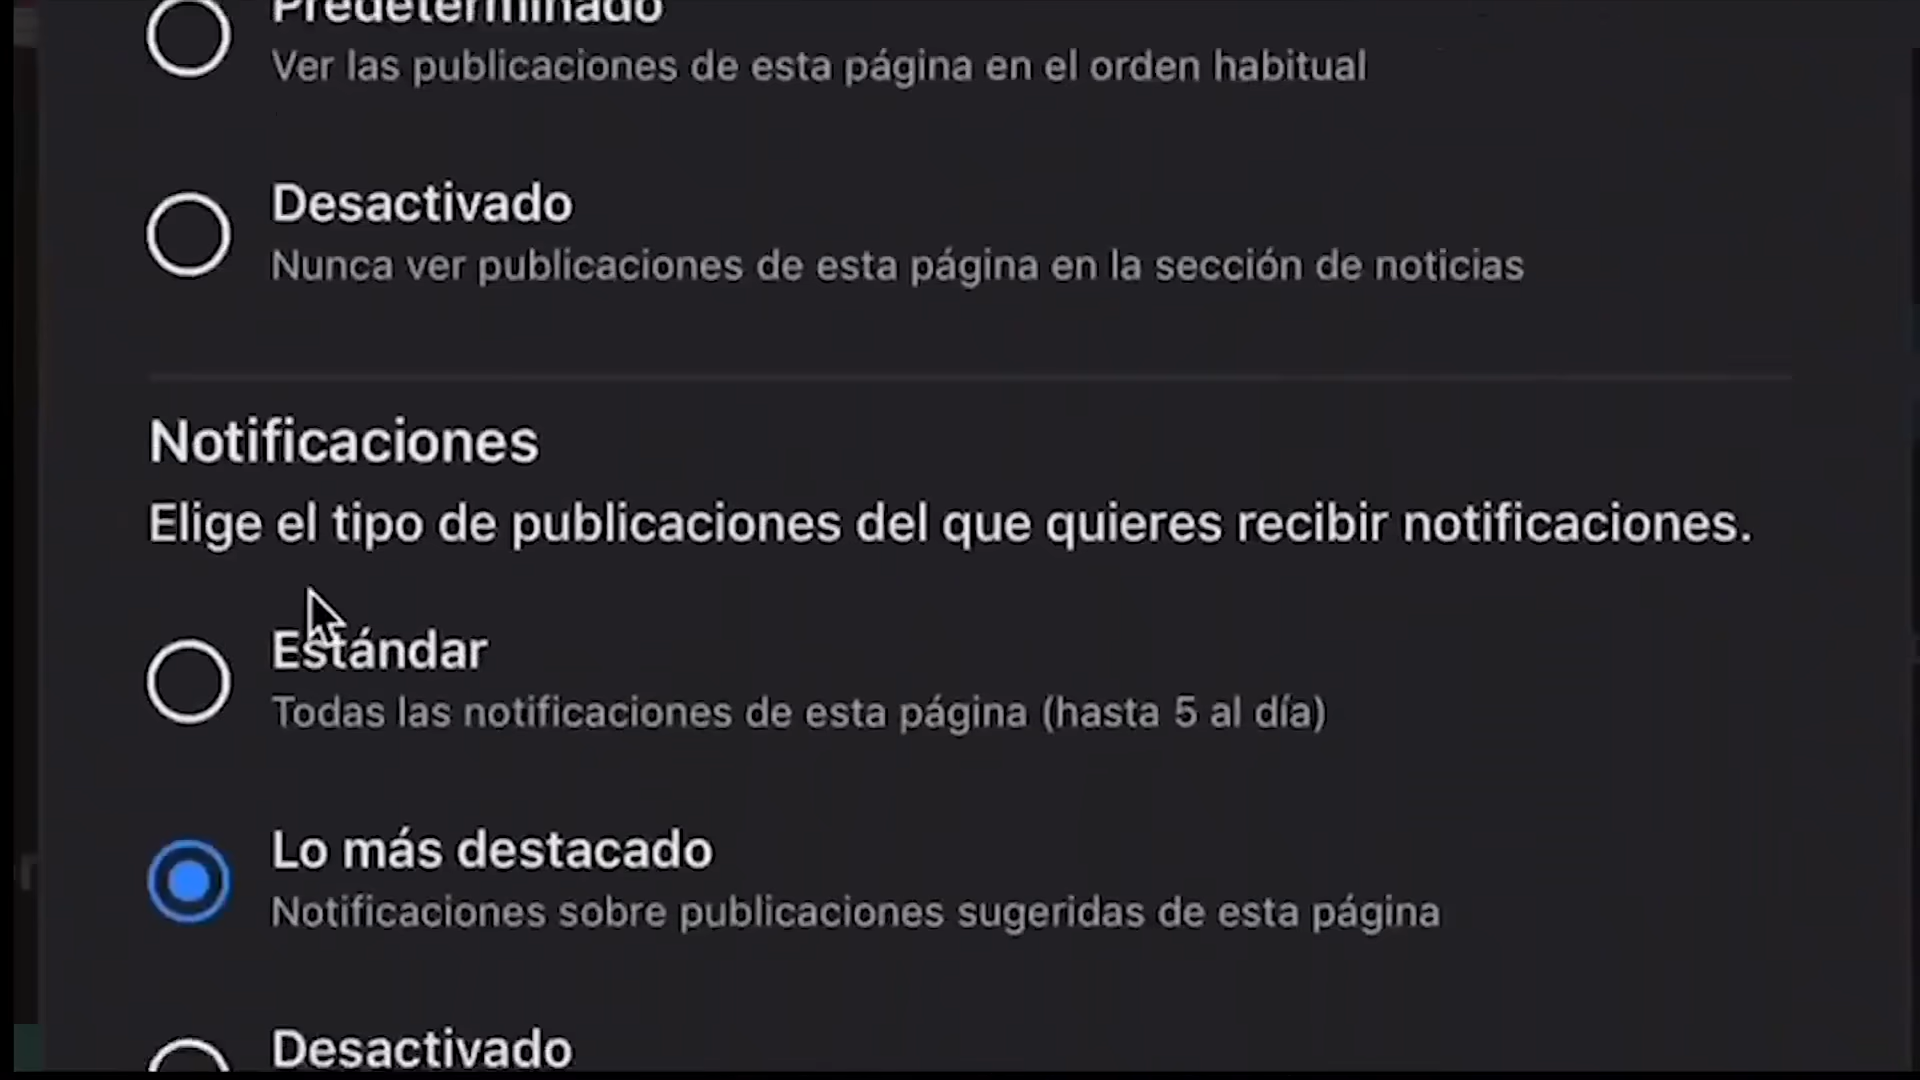 Predeterminado
Ver las publicaciones de esta página en el orden habitual
Desactivado
Nunca ver publicaciones de esta página en la sección de noticias
Notificaciones
Elige el tipo de publicaciones del que quieres recibir notificaciones.
Estándar
Todas las notificaciones de esta página (hasta 5 al día)
Lo más destacado
Notificaciones sobre publicaciones sugeridas de esta página
Desactivado